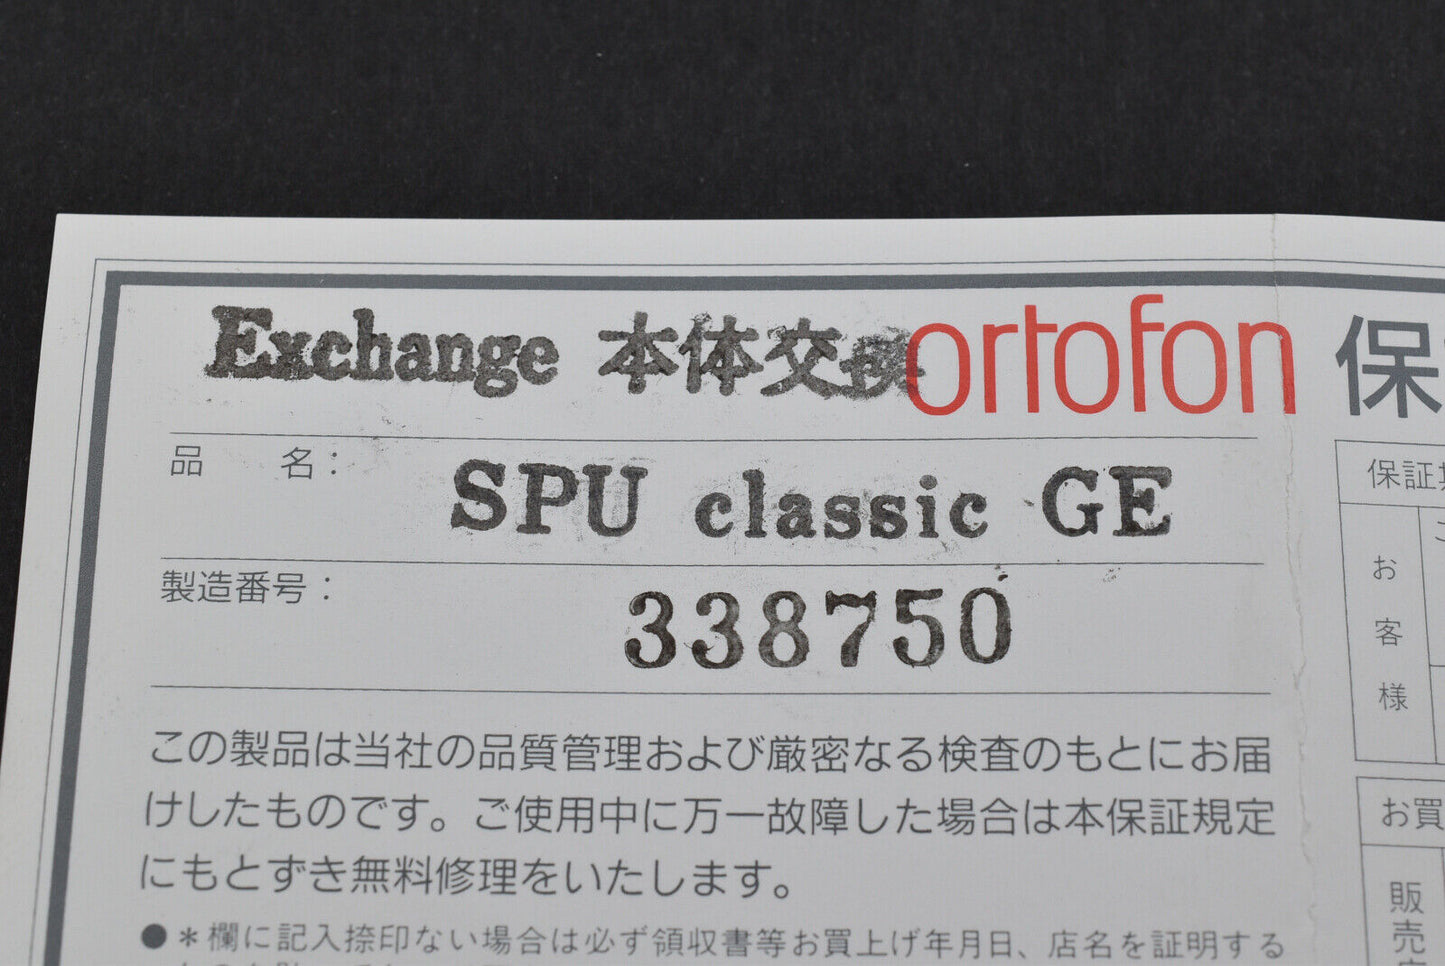 Exchange 本体交換 ortofon 保
品名：SPU classic GE
製造番号：338750
この製品は当社の品質管理および厳密なる検査のもとにお届
けしたものです。ご使用中に万一故障した場合は本保証規定
にもとずき無料修理をいたします。
●＊欄に記入捺印ない場合は必ず領収書等お買上げ年月日、店名を証明する
保証
お客様
お買
販売